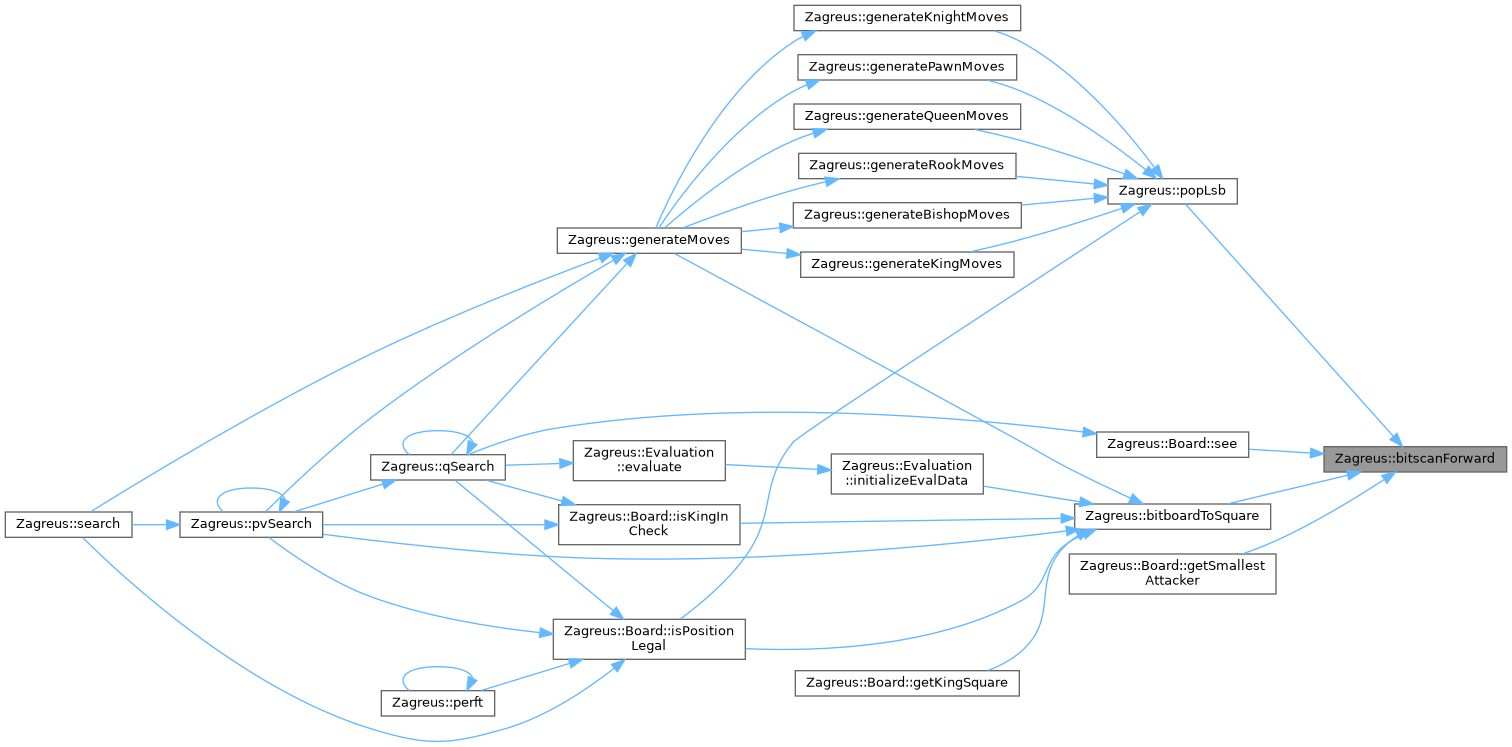 Zagreus::generateKnightMoves
Zagreus::generatePawnMoves
Zagreus::generateQueenMoves
Zagreus::generateRookMoves
Zagreus::popLsb
Zagreus::generateBishopMoves
Zagreus::generateMoves
Zagreus::generateKingMoves
Zagreus::Board::see
Zagreus::bitscanForward
Zagreus::Evaluation
::evaluate
Zagreus::qSearch
Zagreus::Evaluation
::initializeEvalData
Zagreus::search
Zagreus::pvSearch
Zagreus::Board::isKingIn
Check
Zagreus::bitboardToSquare
Zagreus::Board::getSmallest
Attacker
Zagreus::Board::isPosition
Legal
Zagreus::Board::getKingSquare
Zagreus::perft